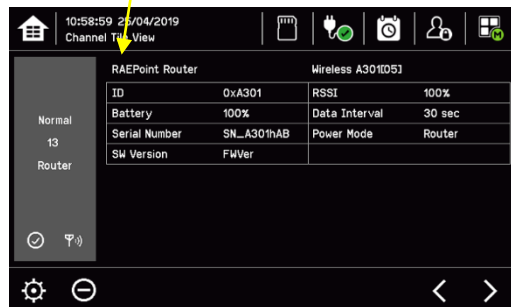 10:58:59 25/04/2019
Channel Tile View
RAEPoint Router Wireless A301[05]
ID 0xA301 RSSI 100%
Battery 100% Data Interval 30 sec
Serial Number SN_A301hAB Power Mode Router
SW Version FWVer
Normal
13
Router
M